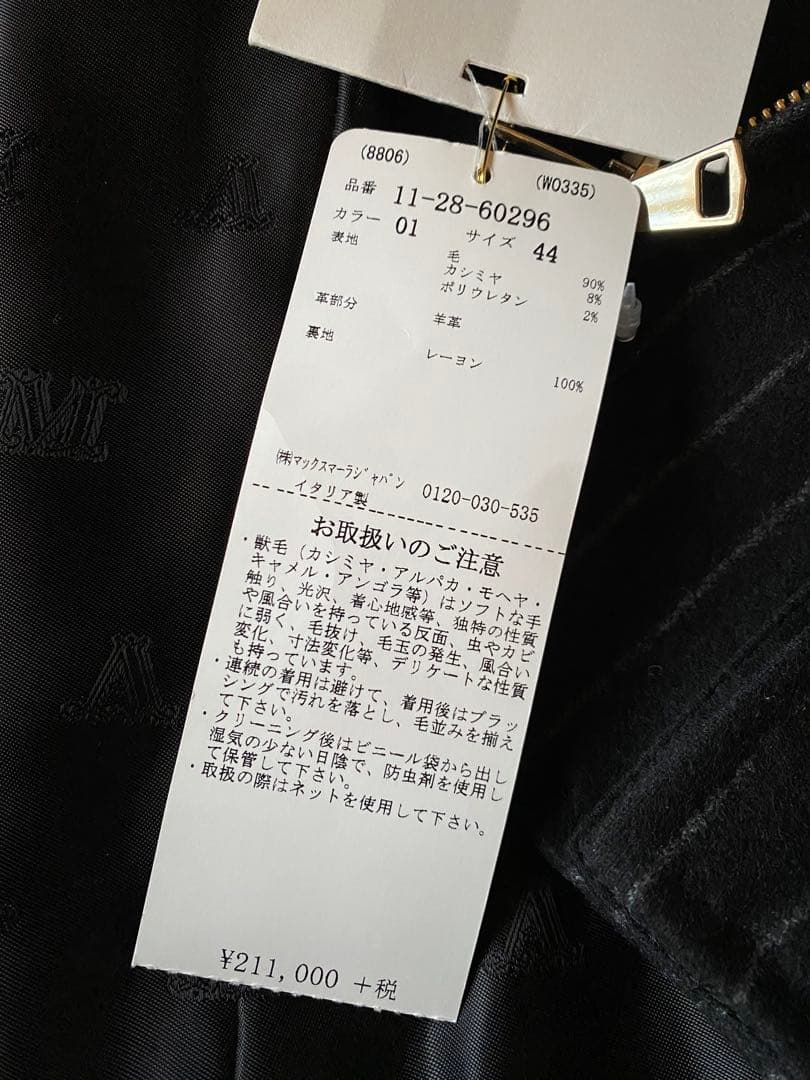 (8806)
(W0335)
品番 11-28-60296
カラー 01 サイズ 44
表地 毛 90%
カシミヤ 8%
ポリウレタン 2%
革部分 羊革
裏地 レーヨン 100%
㈱マックスマーラジャパン 0120-030-535
イタリア製
お取扱いのご注意
・獣毛（カシミヤ・アルパカ・モヘヤ・
キャメル・アンゴラ等）はソフトな手
触り、光沢、着心地感等、独特の性質
や風合いを持っている反面、虫やカビ
に弱く、毛抜け、毛玉の発生、風合い
変化、寸法変化等、デリケートな性質
も持っています。
・連続の着用は避けて、着用後はブラッ
シングで汚れを落とし、毛並みを揃え
て下さい。
・クリーニング後はビニール袋から出し
湿気の少ない日陰で、防虫剤を使用し
て保管して下さい。
・取扱の際はネットを使用して下さい。
¥211,000 +税